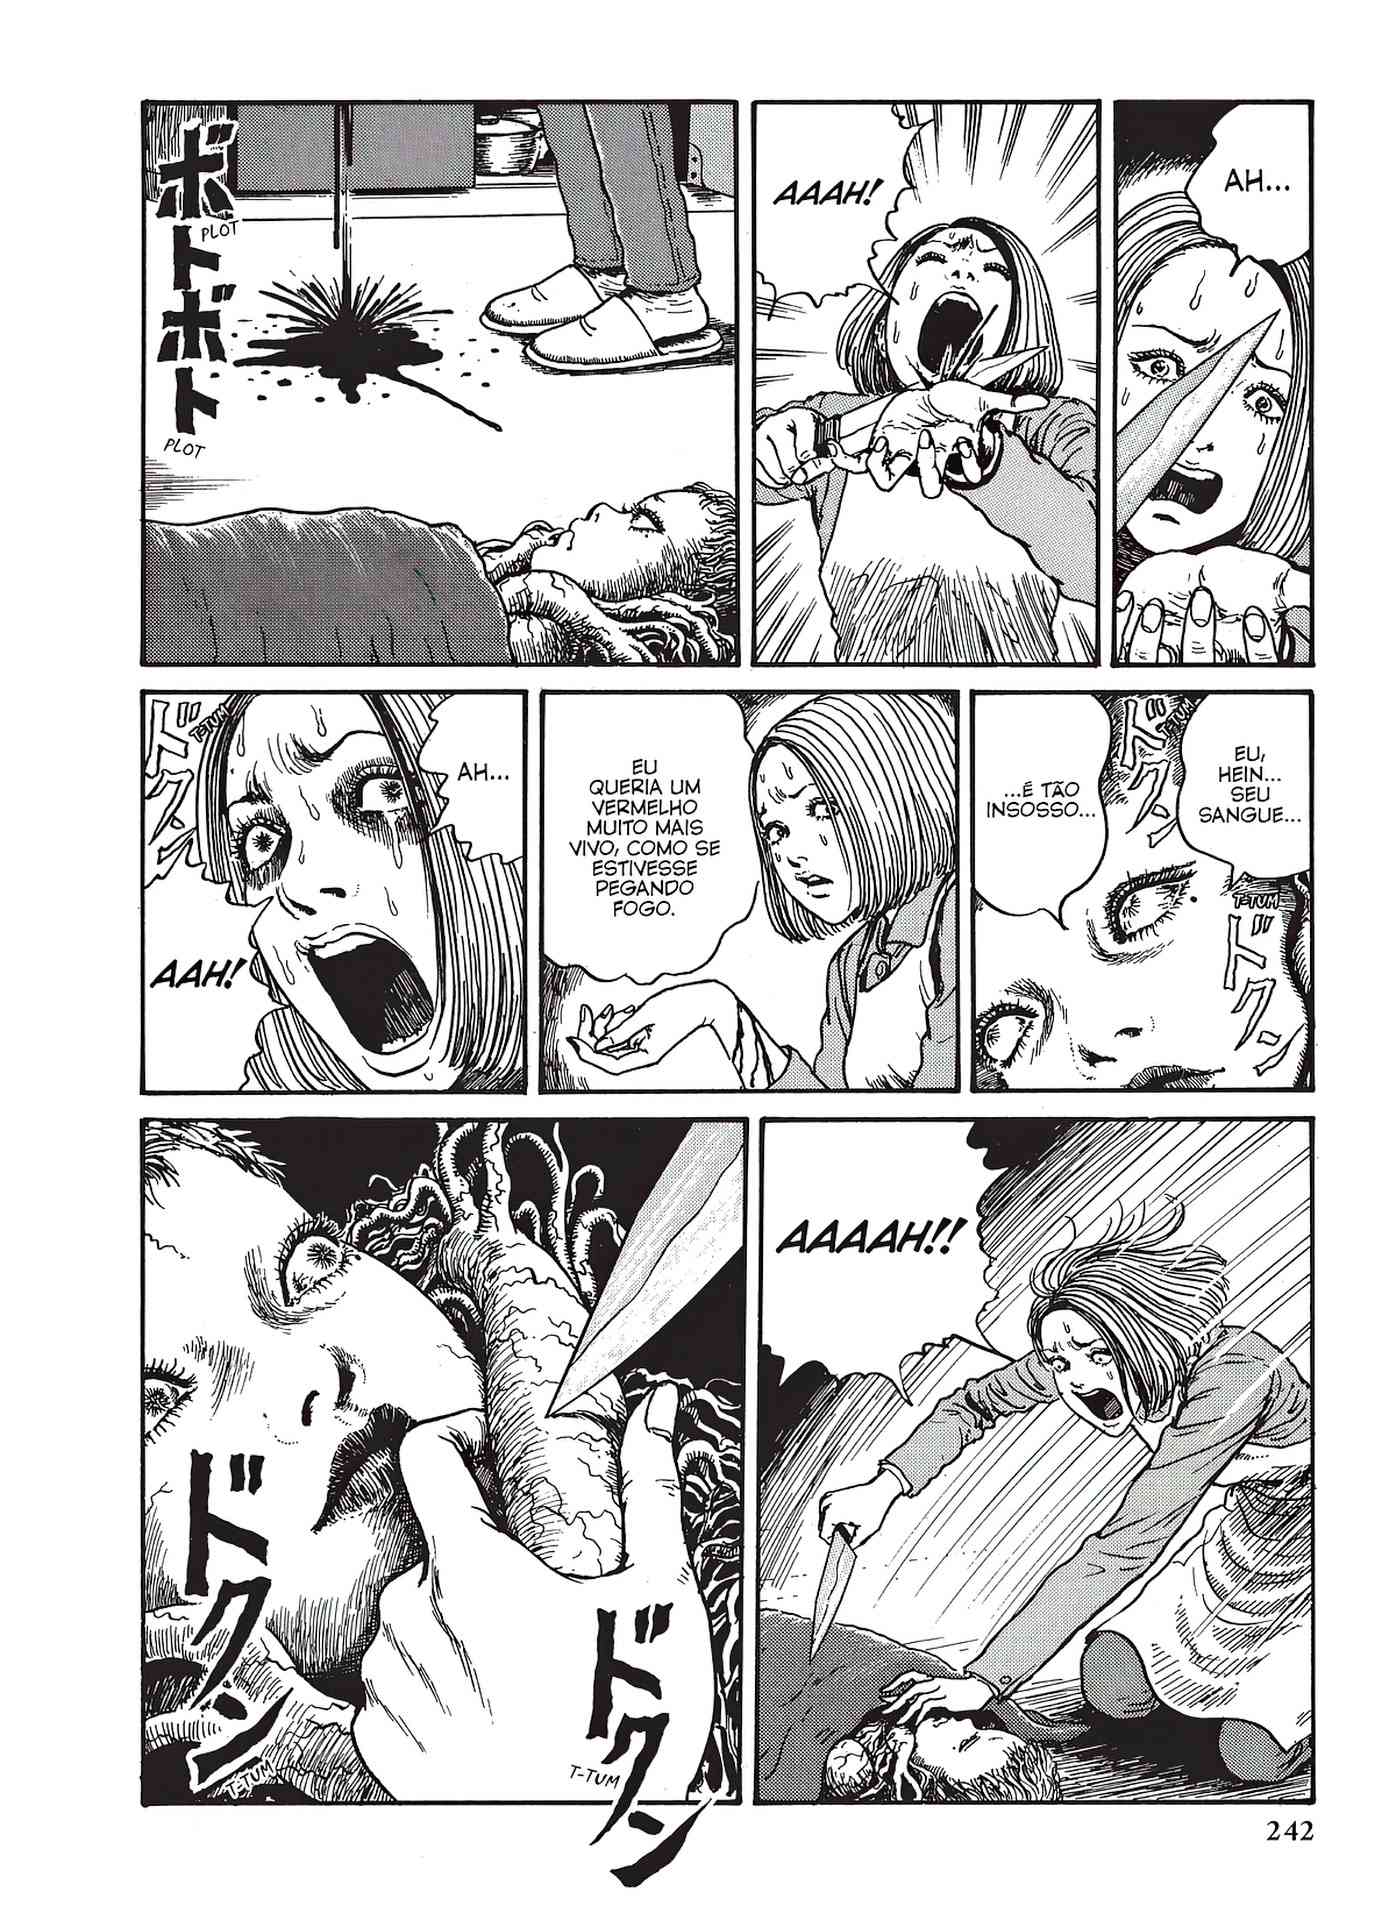 AH...
AAAH!
ボトボト
PLOT
PLOT
EU,
HEIN...
SEU
SANGUE...
...É TÃO
INSOSSO...
ドクン
T-TUM
ドクン
T-TUM
EU
QUERIA UM
VERMELHO
MUITO MAIS
VIVO, COMO SE
ESTIVESSE
PEGANDO
FOGO.
AH...
AAH!
ドクン
T-TUM
AAAAH!!
ドクン
T-TUM
ドクン
T-TUM
242